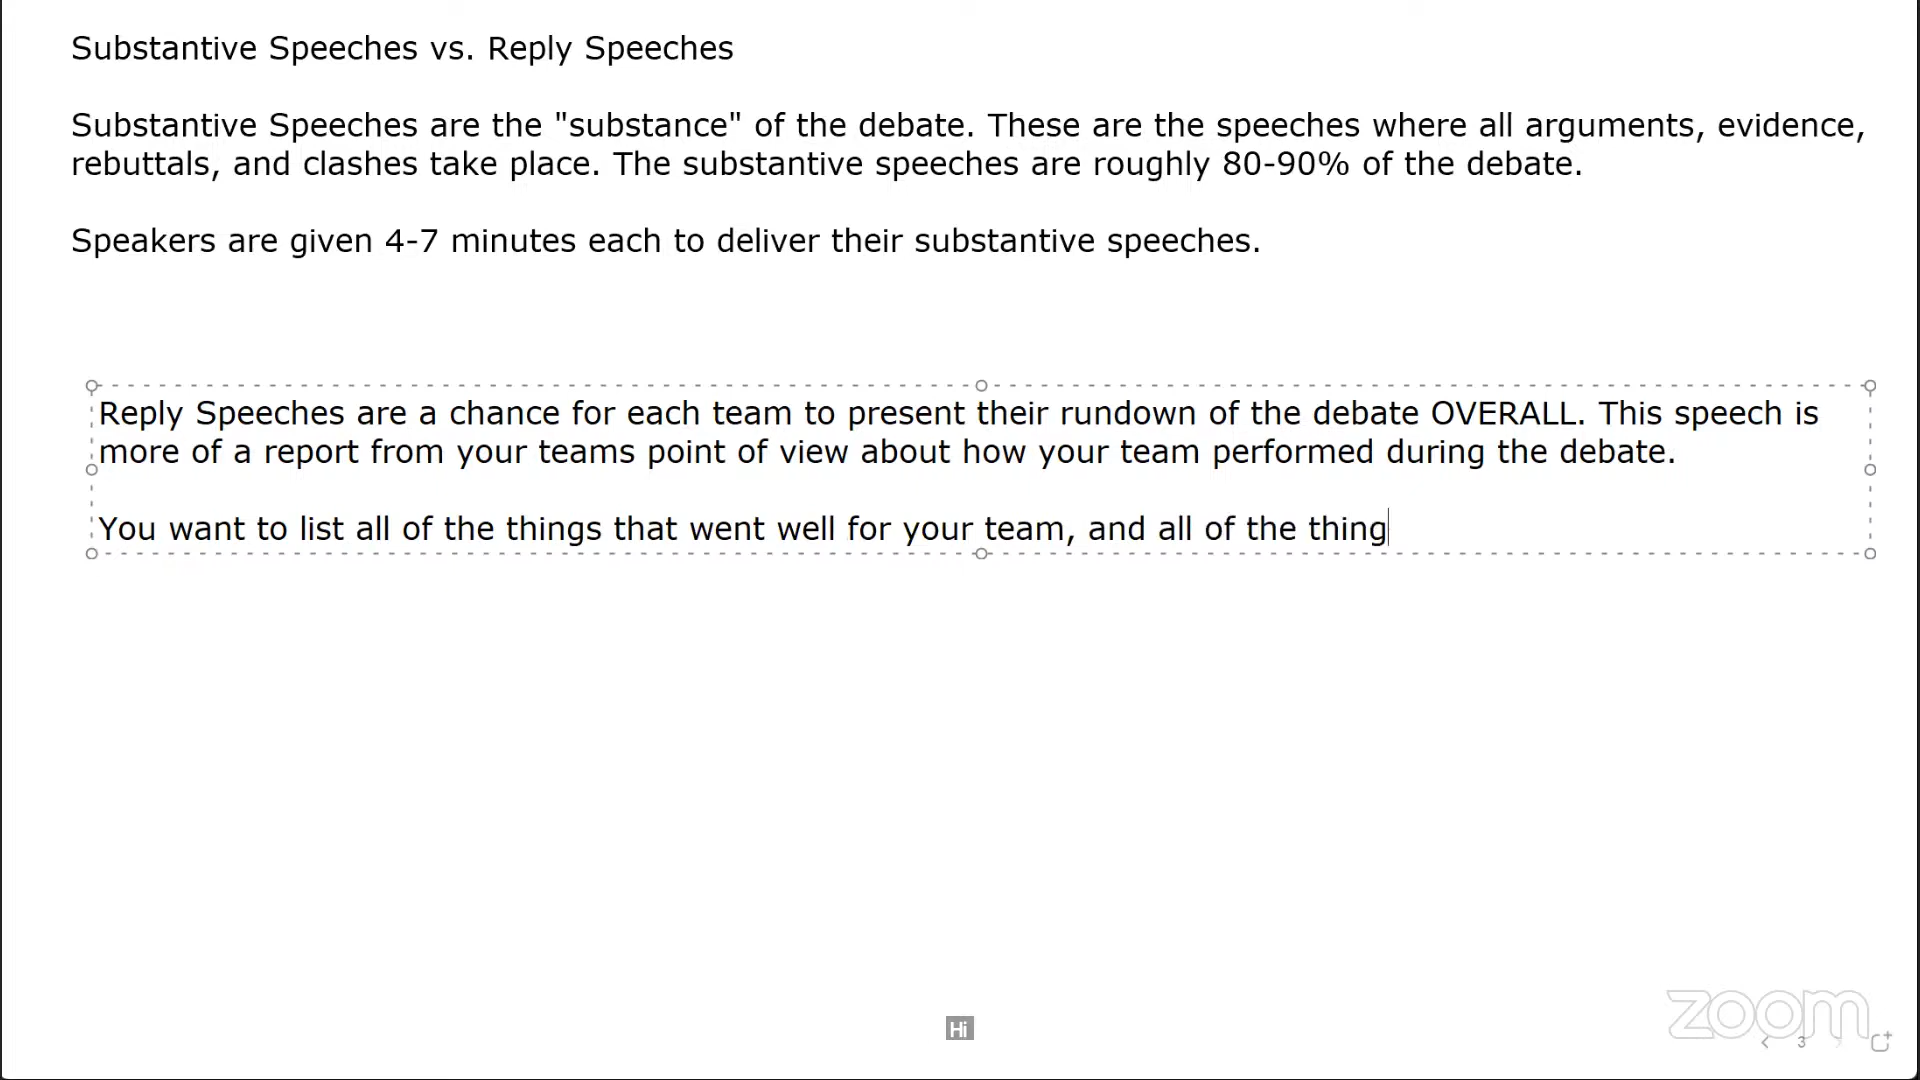 Substantive Speeches vs. Reply Speeches
Substantive Speeches are the "substance" of the debate. These are the speeches where all arguments, evidence,
rebuttals, and clashes take place. The substantive speeches are roughly 80-90% of the debate.
Speakers are given 4-7 minutes each to deliver their substantive speeches.
Reply Speeches are a chance for each team to present their rundown of the debate OVERALL. This speech is
more of a report from your teams point of view about how your team performed during the debate.
You want to list all of the things that went well for your team, and all of the thing
Hi
zoom
3